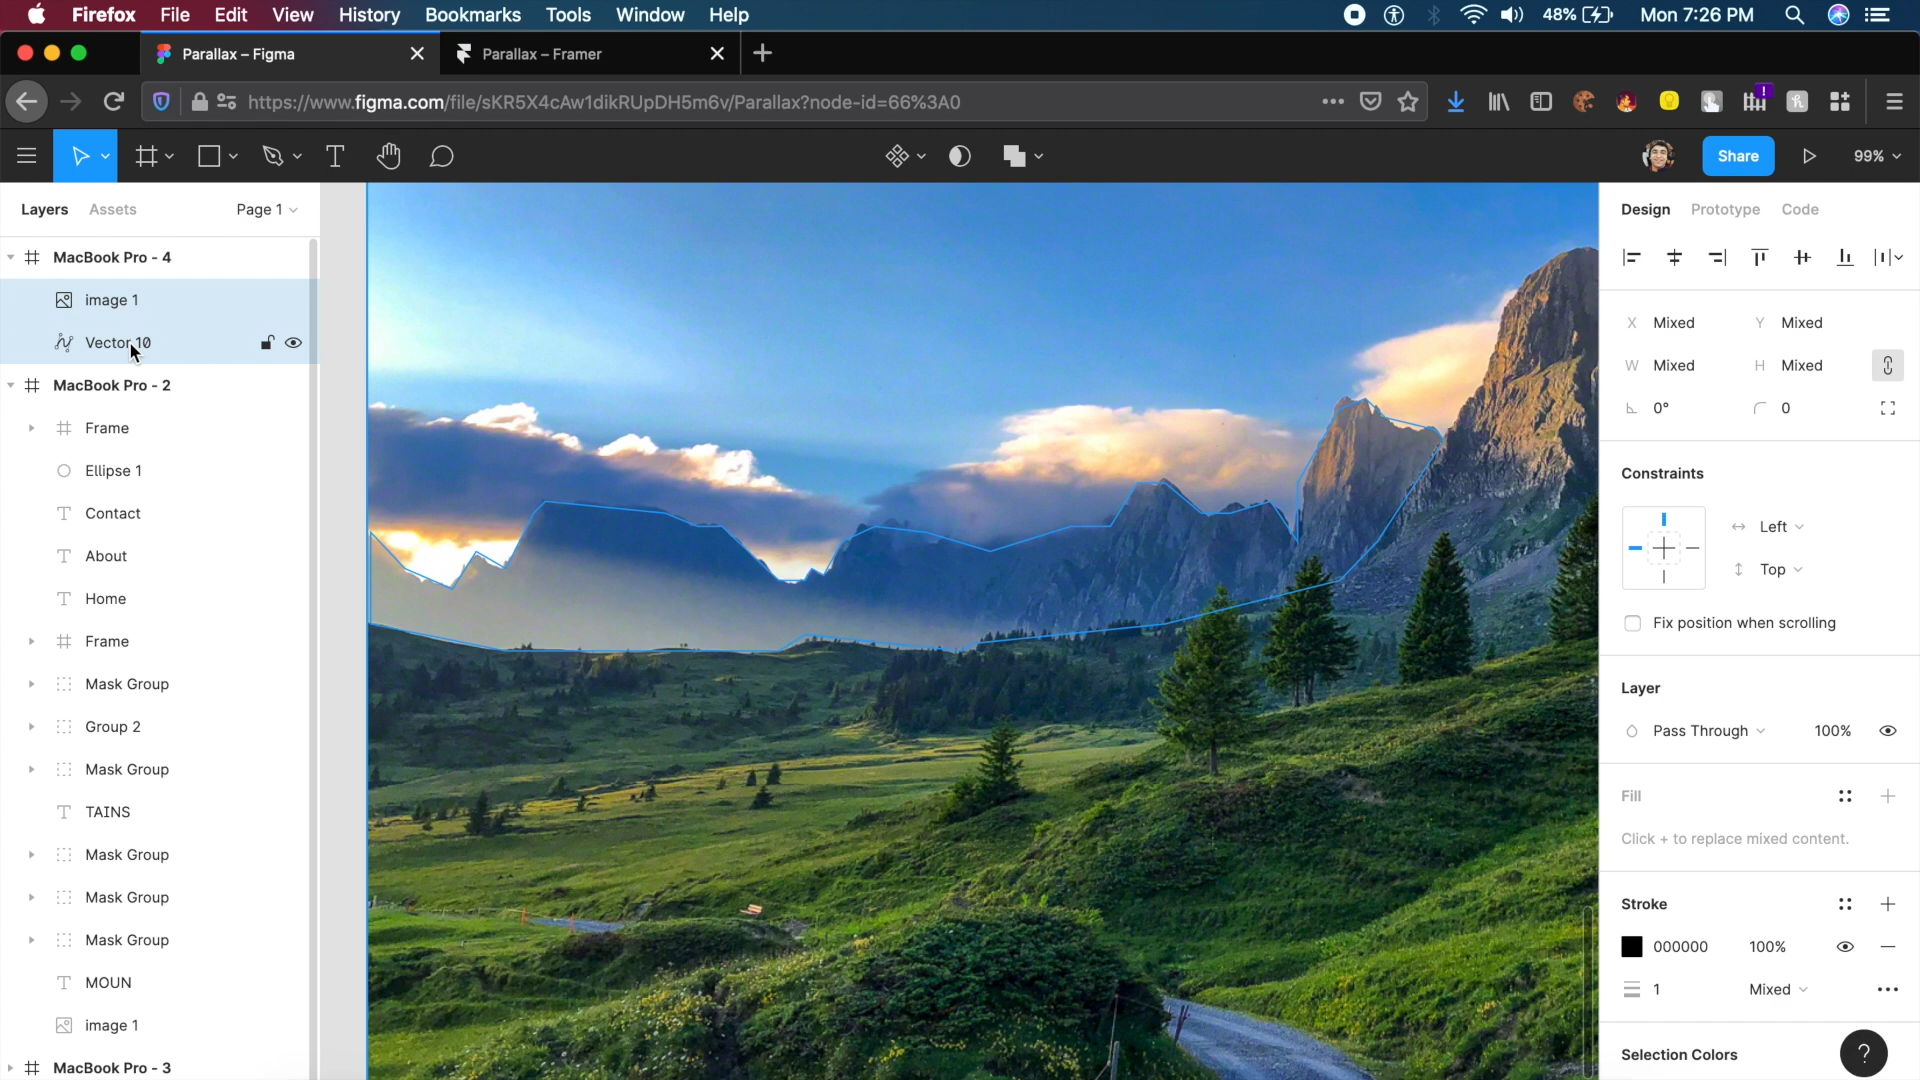 Firefox File Edit View History Bookmarks Tools Window Help 48% Mon 7:26 PM
Parallax – Figma Parallax – Framer
https://www.figma.com/file/sKR5X4cAw1dikRUpDH5m6v/Parallax?node-id=66%3A0
Share 99%
Layers Assets Page 1
MacBook Pro - 4
image 1
Vector 10
MacBook Pro - 2
Frame
Ellipse 1
Contact
About
Home
Frame
Mask Group
Group 2
Mask Group
TAINS
Mask Group
Mask Group
Mask Group
MOUN
image 1
MacBook Pro - 3
Design Prototype Code
X Mixed Y Mixed
W Mixed H Mixed
0° 0
Constraints
Left
Top
Fix position when scrolling
Layer
Pass Through 100%
Fill
Click + to replace mixed content.
Stroke
000000 100%
1 Mixed
Selection Colors
?